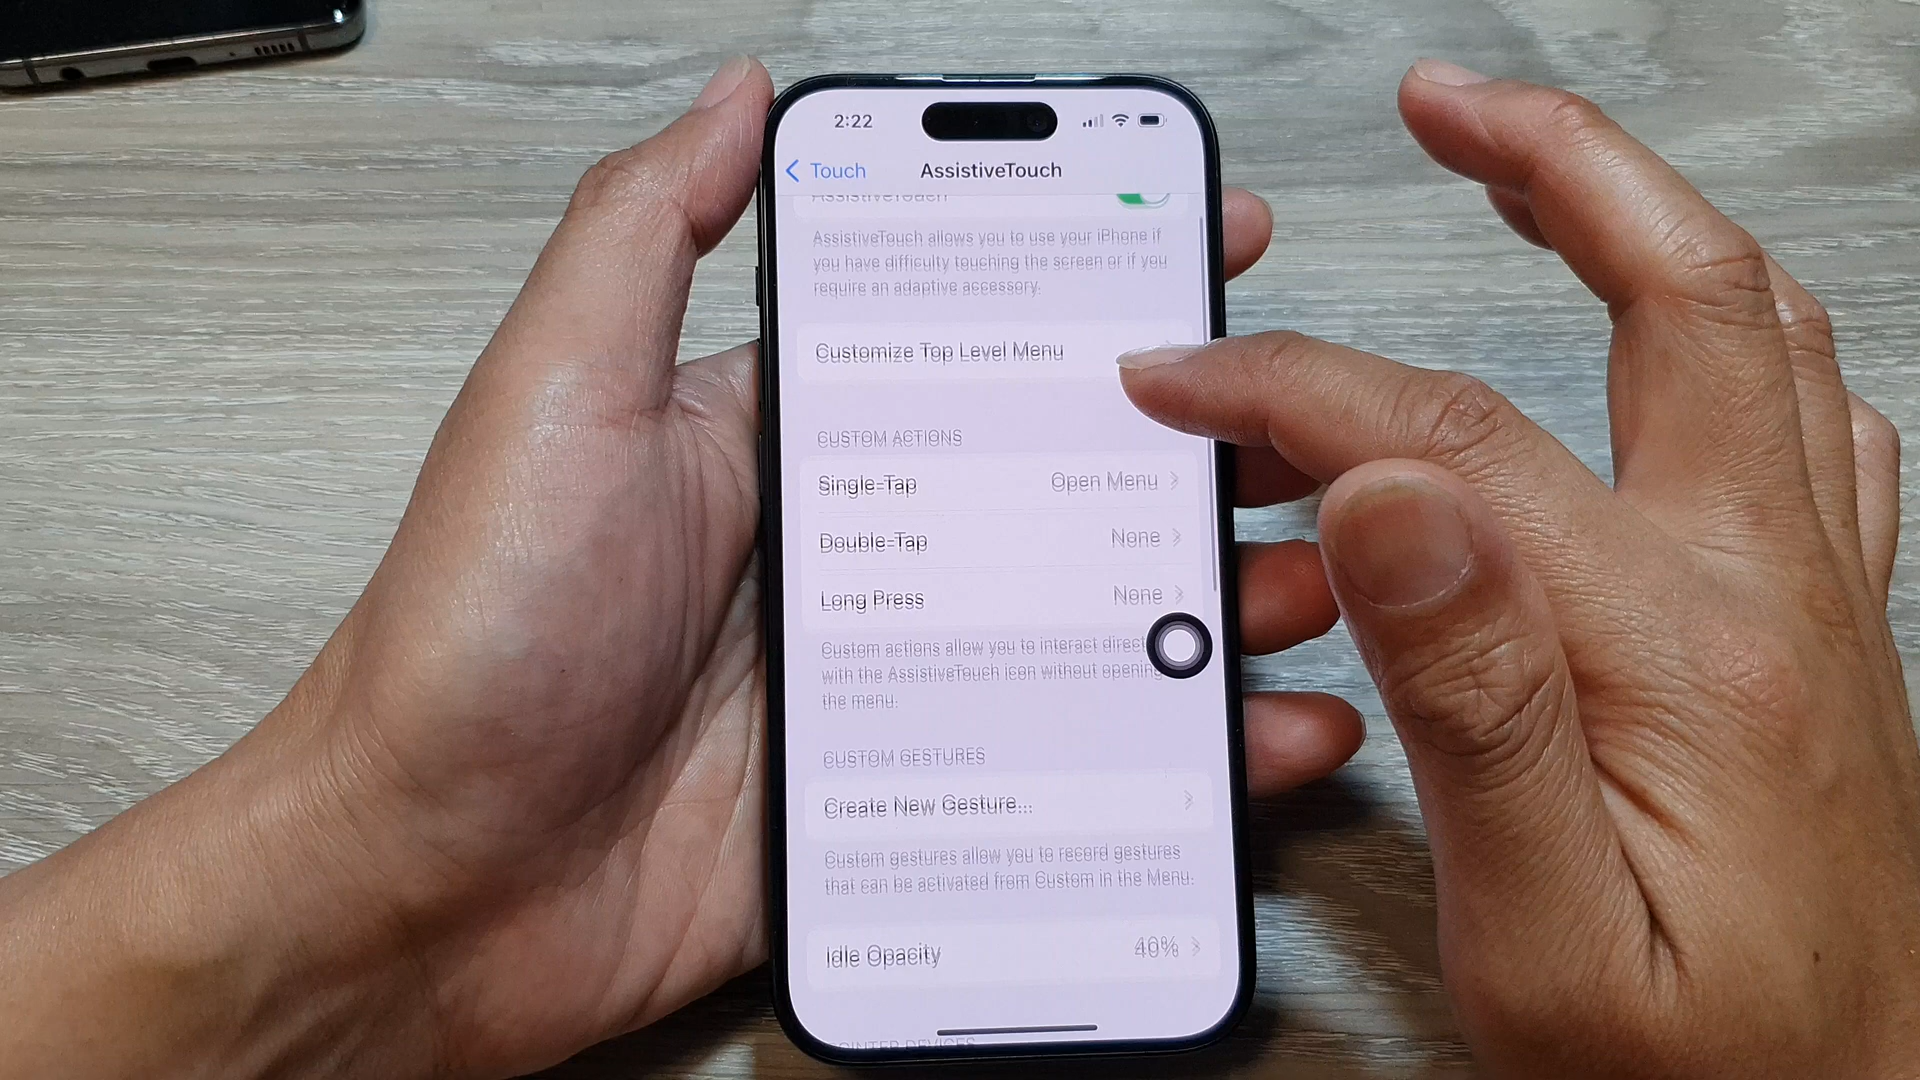 2:22
Touch
AssistiveTouch
AssistiveTouch
AssistiveTouch allows you to use your iPhone if
you have difficulty touching the screen or if you
require an adaptive accessory.
Customize Top Level Menu
CUSTOM ACTIONS
Single-Tap Open Menu
Double-Tap None
Long Press None
Custom actions allow you to interact direct
with the AssistiveTouch icon without opening
the menu.
CUSTOM GESTURES
Create New Gesture...
Custom gestures allow you to record gestures
that can be activated from Custom in the Menu.
Idle Opacity 40%
POINTER DEVICES